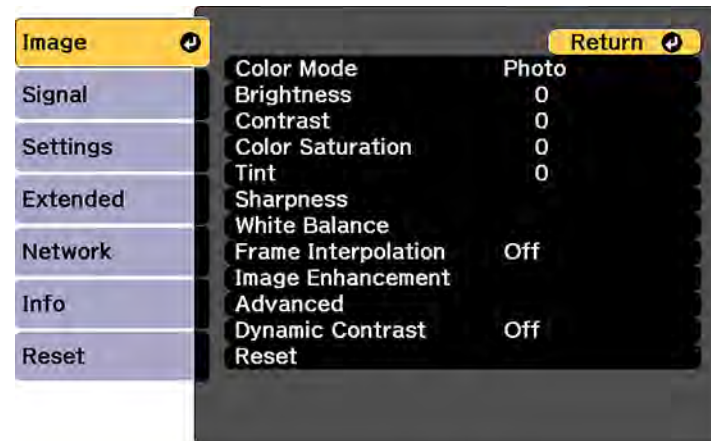 Image
Signal
Settings
Extended
Network
Info
Reset
Return
Color Mode Photo
Brightness 0
Contrast 0
Color Saturation 0
Tint 0
Sharpness
White Balance
Frame Interpolation Off
Image Enhancement
Advanced
Dynamic Contrast Off
Reset